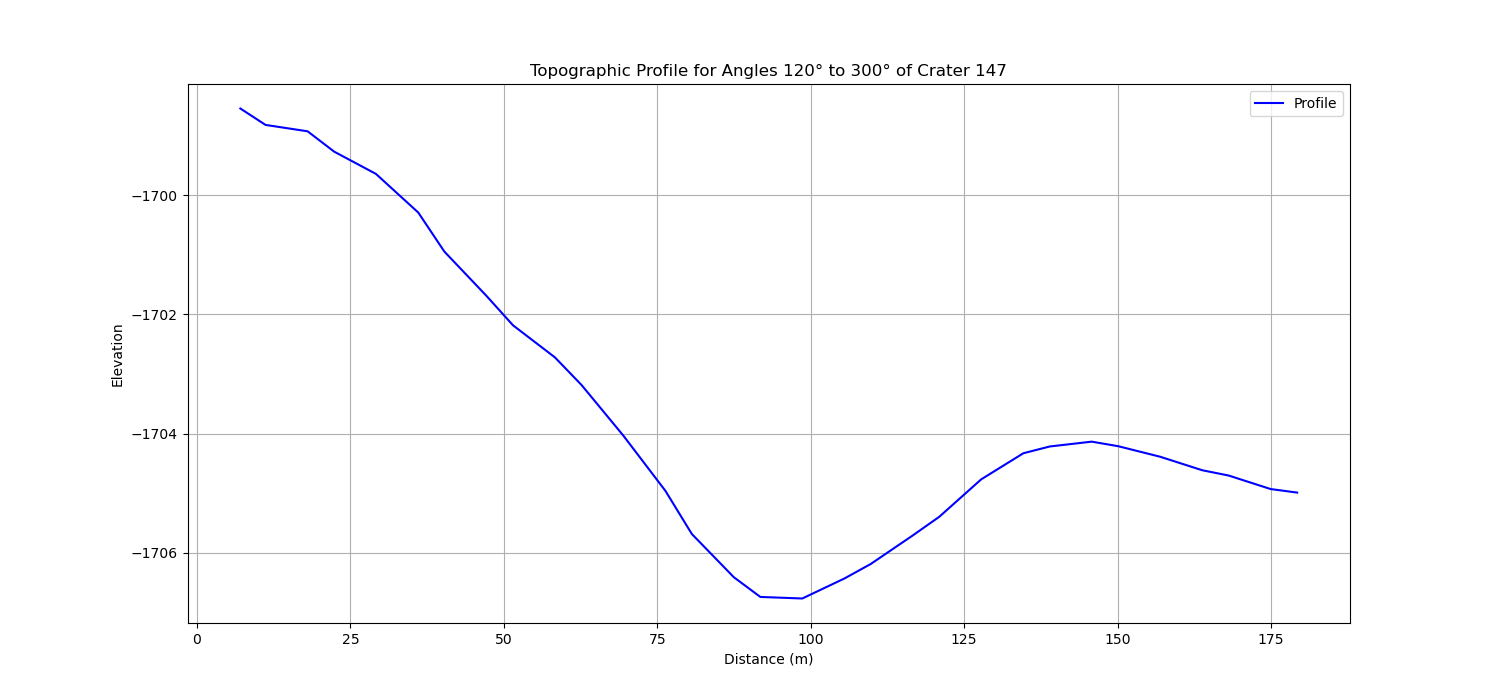 Topographic Profile for Angles 120° to 300° of Crater 147
Profile
−1700
−1702
−1704
−1706
Elevation
0 25 50 75 100 125 150 175
Distance (m)